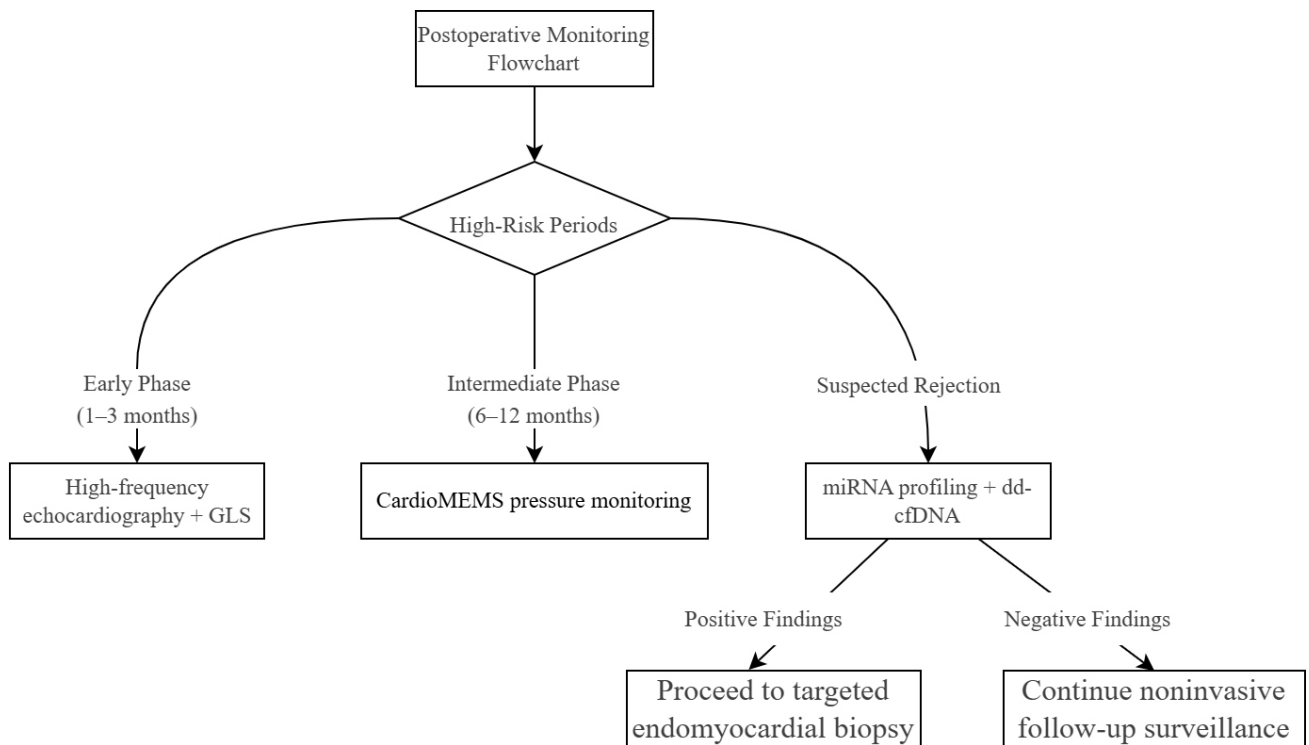 Postoperative Monitoring
Flowchart
High-Risk Periods
Early Phase
(1–3 months)
Intermediate Phase
(6–12 months)
Suspected Rejection
High-frequency
echocardiography + GLS
CardioMEMS pressure monitoring
miRNA profiling + dd-
cfDNA
Positive Findings
Negative Findings
Proceed to targeted
endomyocardial biopsy
Continue noninvasive
follow-up surveillance